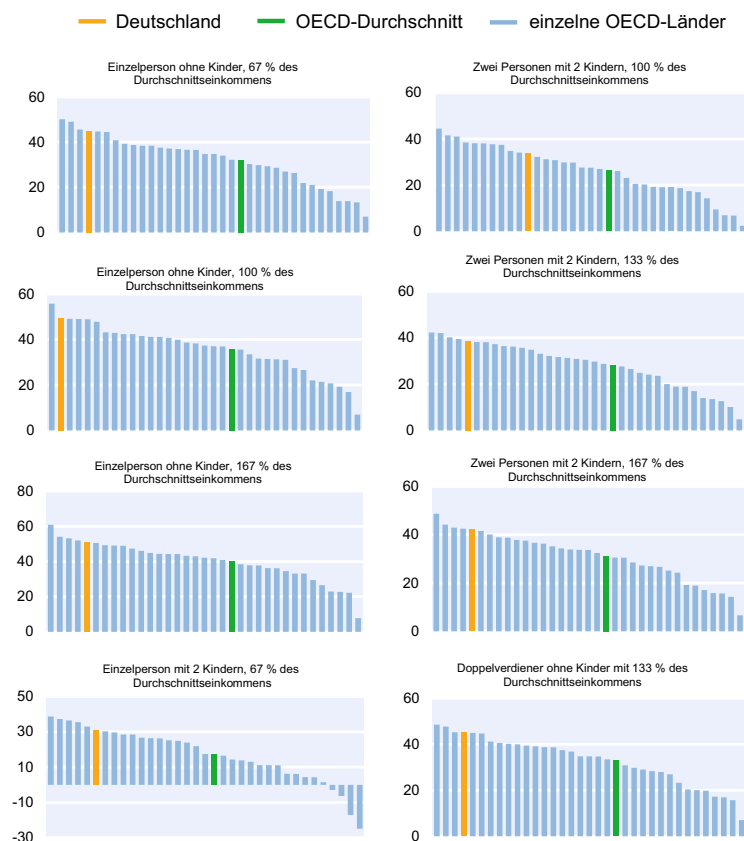 Deutschland OECD-Durchschnitt einzelne OECD-Länder
Einzelperson ohne Kinder, 67 % des
Durchschnittseinkommens
60
40
20
0
Zwei Personen mit 2 Kindern, 100 % des
Durchschnittseinkommens
60
40
20
0
Einzelperson ohne Kinder, 100 % des
Durchschnittseinkommens
60
40
20
0
Zwei Personen mit 2 Kindern, 133 % des
Durchschnittseinkommens
60
40
20
0
Einzelperson ohne Kinder, 167 % des
Durchschnittseinkommens
80
60
40
20
0
Zwei Personen mit 2 Kindern, 167 % des
Durchschnittseinkommens
60
40
20
0
Einzelperson mit 2 Kindern, 67 % des
Durchschnittseinkommens
50
30
10
-10
-30
Doppelverdiener ohne Kinder mit 133 % des
Durchschnittseinkommens
60
40
20
0